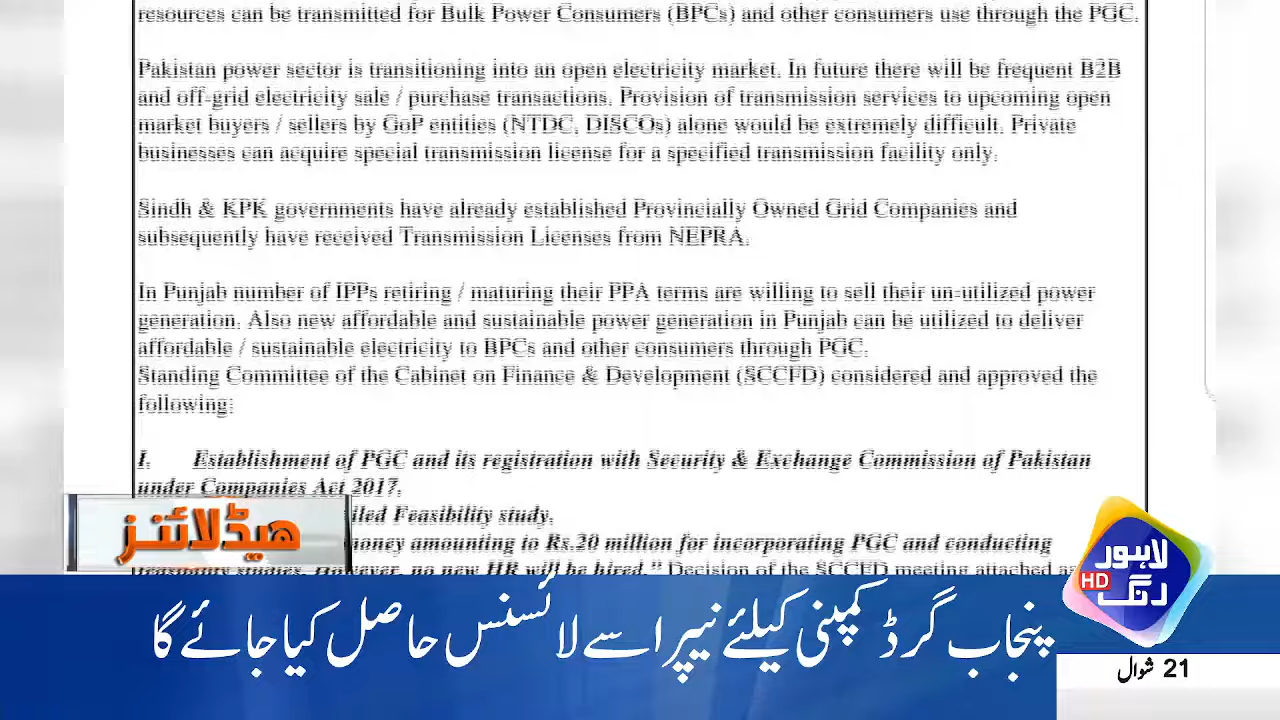 resources can be transmitted for Bulk Power Consumers (BPCs) and other consumers use through the PGC.
Pakistan power sector is transitioning into an open electricity market. In future there will be frequent B2B
and off-grid electricity sale / purchase transactions. Provision of transmission services to upcoming open
market buyers / sellers by GoP entities (NTDC, DISCOs) alone would be extremely difficult. Private
businesses can acquire special transmission license for a specified transmission facility only.
Sindh & KPK governments have already established Provincially Owned Grid Companies and
subsequently have received Transmission Licenses from NEPRA.
In Punjab number of IPPs retiring / maturing their PPA terms are willing to sell their un-utilized power
generation. Also new affordable and sustainable power generation in Punjab can be utilized to deliver
affordable / sustainable electricity to BPCs and other consumers through PGC.
Standing Committee of the Cabinet on Finance & Development (SCCFD) considered and approved the
following:
I. Establishment of PGC and its registration with Security & Exchange Commission of Pakistan
under Companies Act 2017.
iled Feasibility study.
money amounting to Rs.20 million for incorporating PGC and conducting
feasibility studies. However, no new HR will be hired." Decision of the SCCFD meeting attached as
ہیڈلائنز
لاہور
رنگ
HD
پنجاب گرڈ کمپنی کیلئے نیپرا سے لائسنس حاصل کیا جائے گا
21 شوال